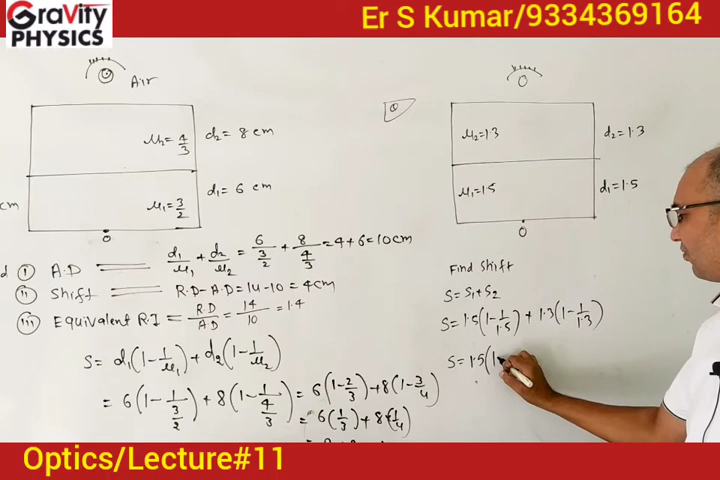 GRaVity
PHYSICS
Er S Kumar/9334369164
Air
μ₂=4/3
d₂= 8 cm
μ₁=3/2
d₁= 6 cm
cm
O
d (i) A.D d₁/μ₁ + d₂/μ₂ = 6/(3/2) + 8/(4/3) = 4+6=10cm
(ii) Shift R.D-A.D=14-10=4cm
(iii) Equivalent R.I = R.D/A.D = 14/10 = 1.4
S= d₁(1-1/μ₁)+d₂(1-1/μ₂)
= 6(1-1/(3/2))+8(1-1/(4/3))= 6(1-2/3)+8(1-3/4)
= 6(1/3)+8(1/4)
Q
μ₂=1.3
d₂=1.3
μ₁=1.5
d₁=1.5
O
Find Shift
S=S₁+S₂
S=1.5(1-1/1.5)+1.3(1-1/1.3)
S=1.5(1-
Optics/Lecture#11